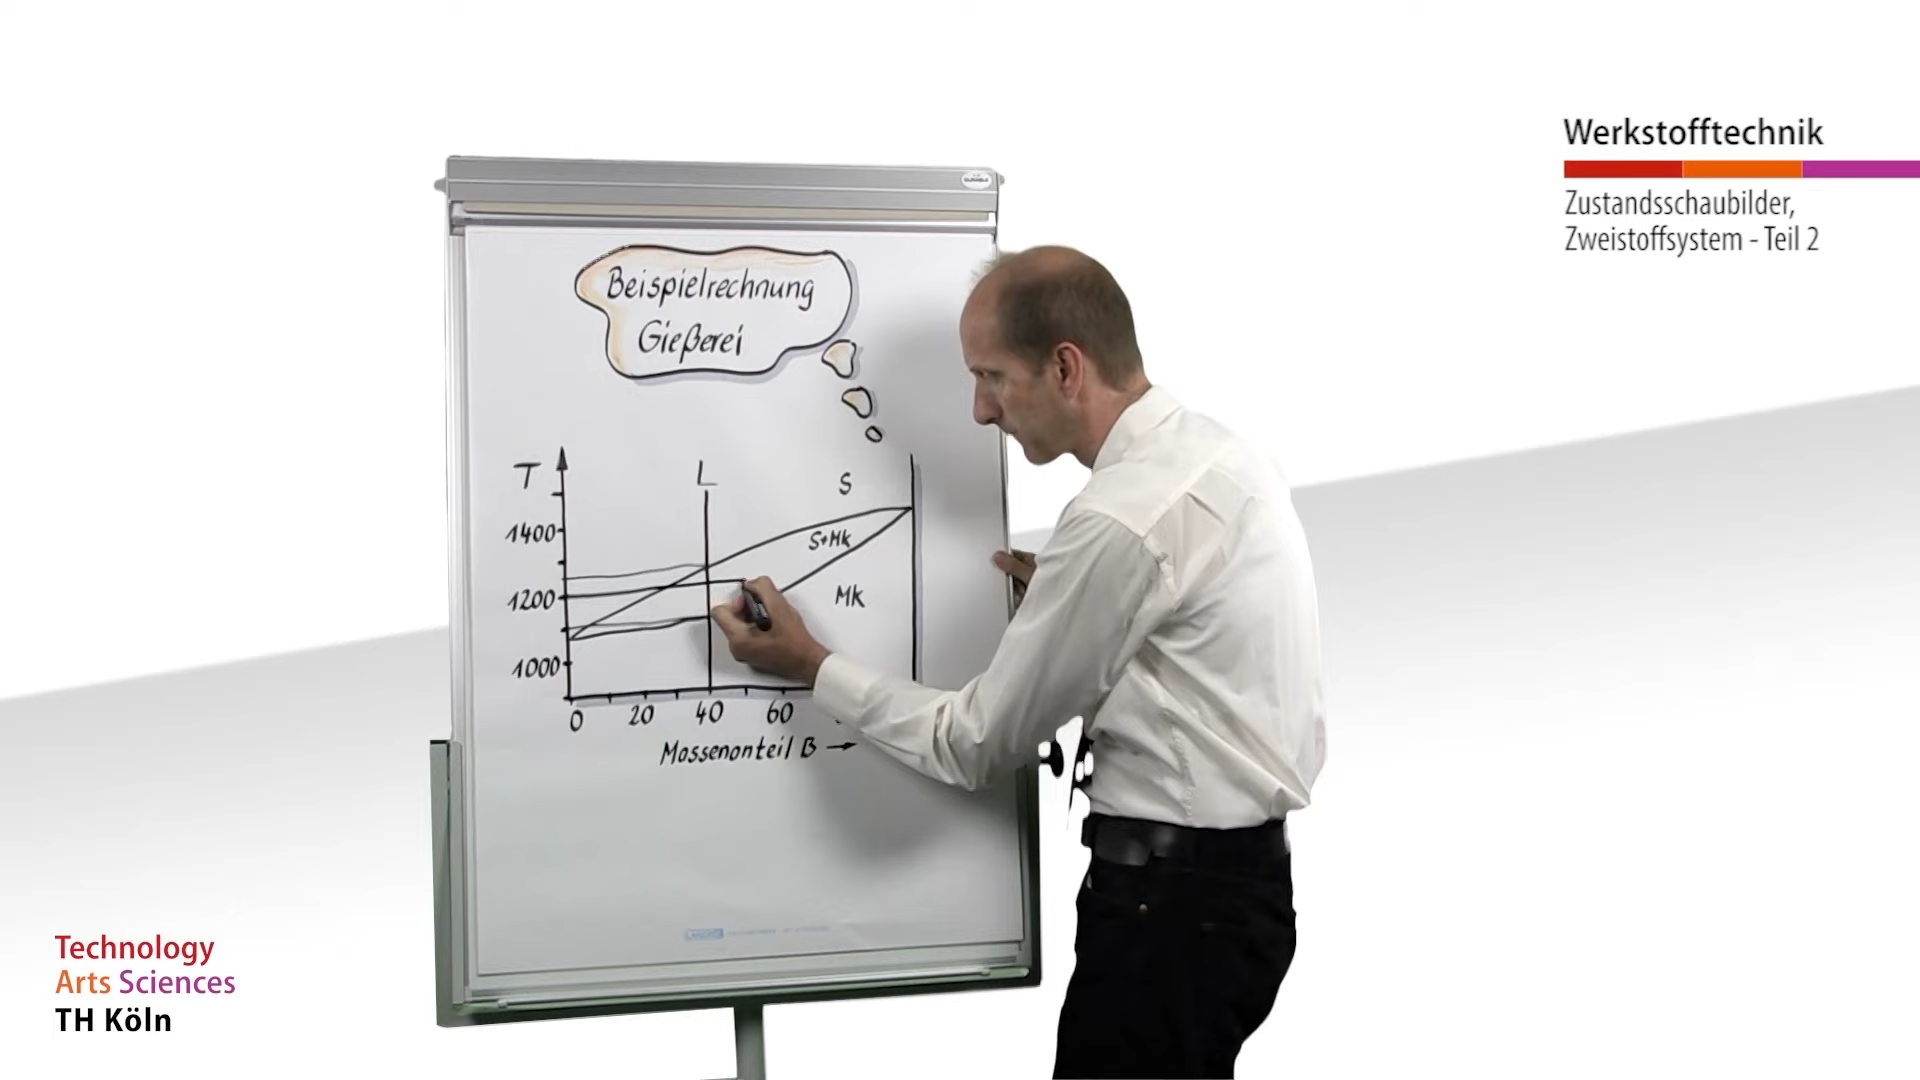 Werkstofftechnik
Zustandsschaubilder,
Zweistoffsystem - Teil 2
Beispielrechnung
Gießerei
T
L
S
1400
S+Mk
1200
Mk
1000
0 20 40 60
Massenanteil B →
Technology
Arts Sciences
TH Köln